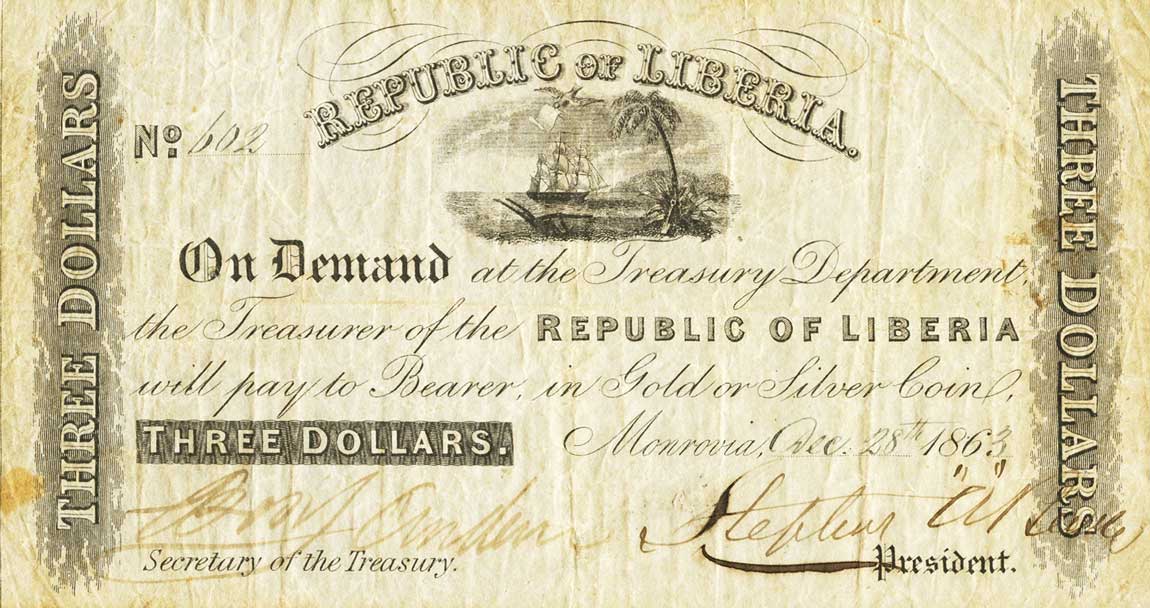 REPUBLIC OF LIBERIA.
No. 602
THREE DOLLARS
THREE DOLLARS
On Demand at the Treasury Department,
the Treasurer of the REPUBLIC OF LIBERIA
will pay to Bearer, in Gold or Silver Coin,
THREE DOLLARS. Monrovia, Dec. 28th 1863
Stephen "A"
Secretary of the Treasury. President.